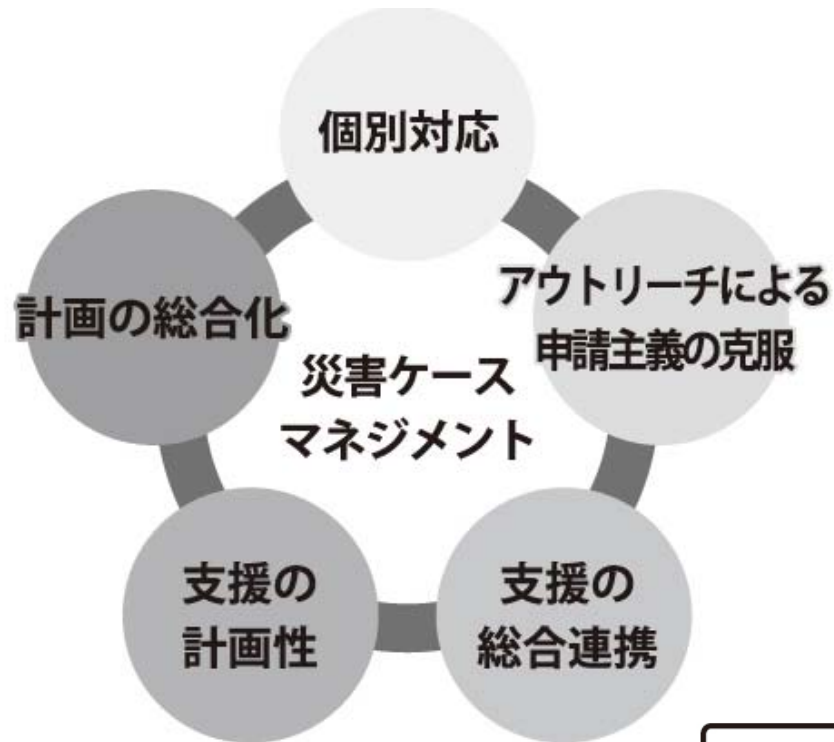 個別対応
アウトリーチによる
申請主義の克服
計画の総合化
災害ケース
マネジメント
支援の
計画性
支援の
総合連携